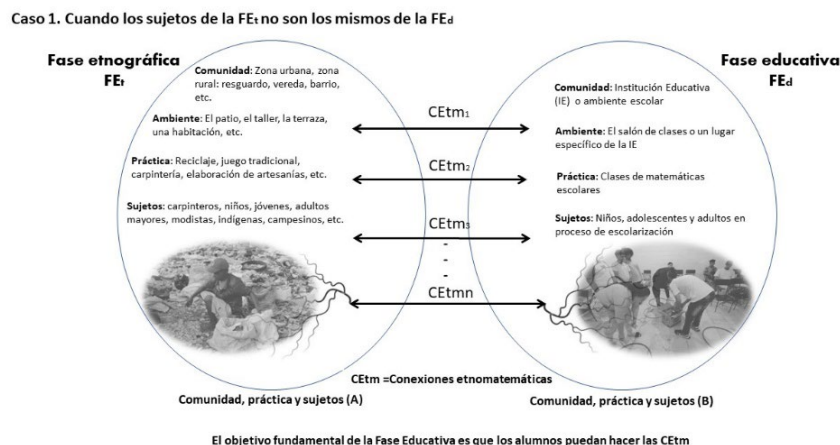 Caso 1. Cuando los sujetos de la FEt no son los mismos de la FEd
Fase etnográfica
FEt
Comunidad: Zona urbana, zona
rural: resguardo, vereda, barrio,
etc.
Ambiente: El patio, el taller, la terraza,
una habitación, etc.
Práctica: Reciclaje, juego tradicional,
carpintería, elaboración de artesanías, etc.
Sujetos: carpinteros, niños, jóvenes, adultos
mayores, modistas, indígenas, campesinos, etc.
CEtm1
CEtm2
CEtm3
-
-
-
CEtmn
Fase educativa
FEd
Comunidad: Institución Educativa
(IE) o ambiente escolar
Ambiente: El salón de clases o un lugar
específico de la IE
Práctica: Clases de matemáticas
escolares
Sujetos: Niños, adolescentes y adultos en
proceso de escolarización
CEtm =Conexiones etnomatemáticas
Comunidad, práctica y sujetos (A)
Comunidad, práctica y sujetos (B)
El objetivo fundamental de la Fase Educativa es que los alumnos puedan hacer las CEtm